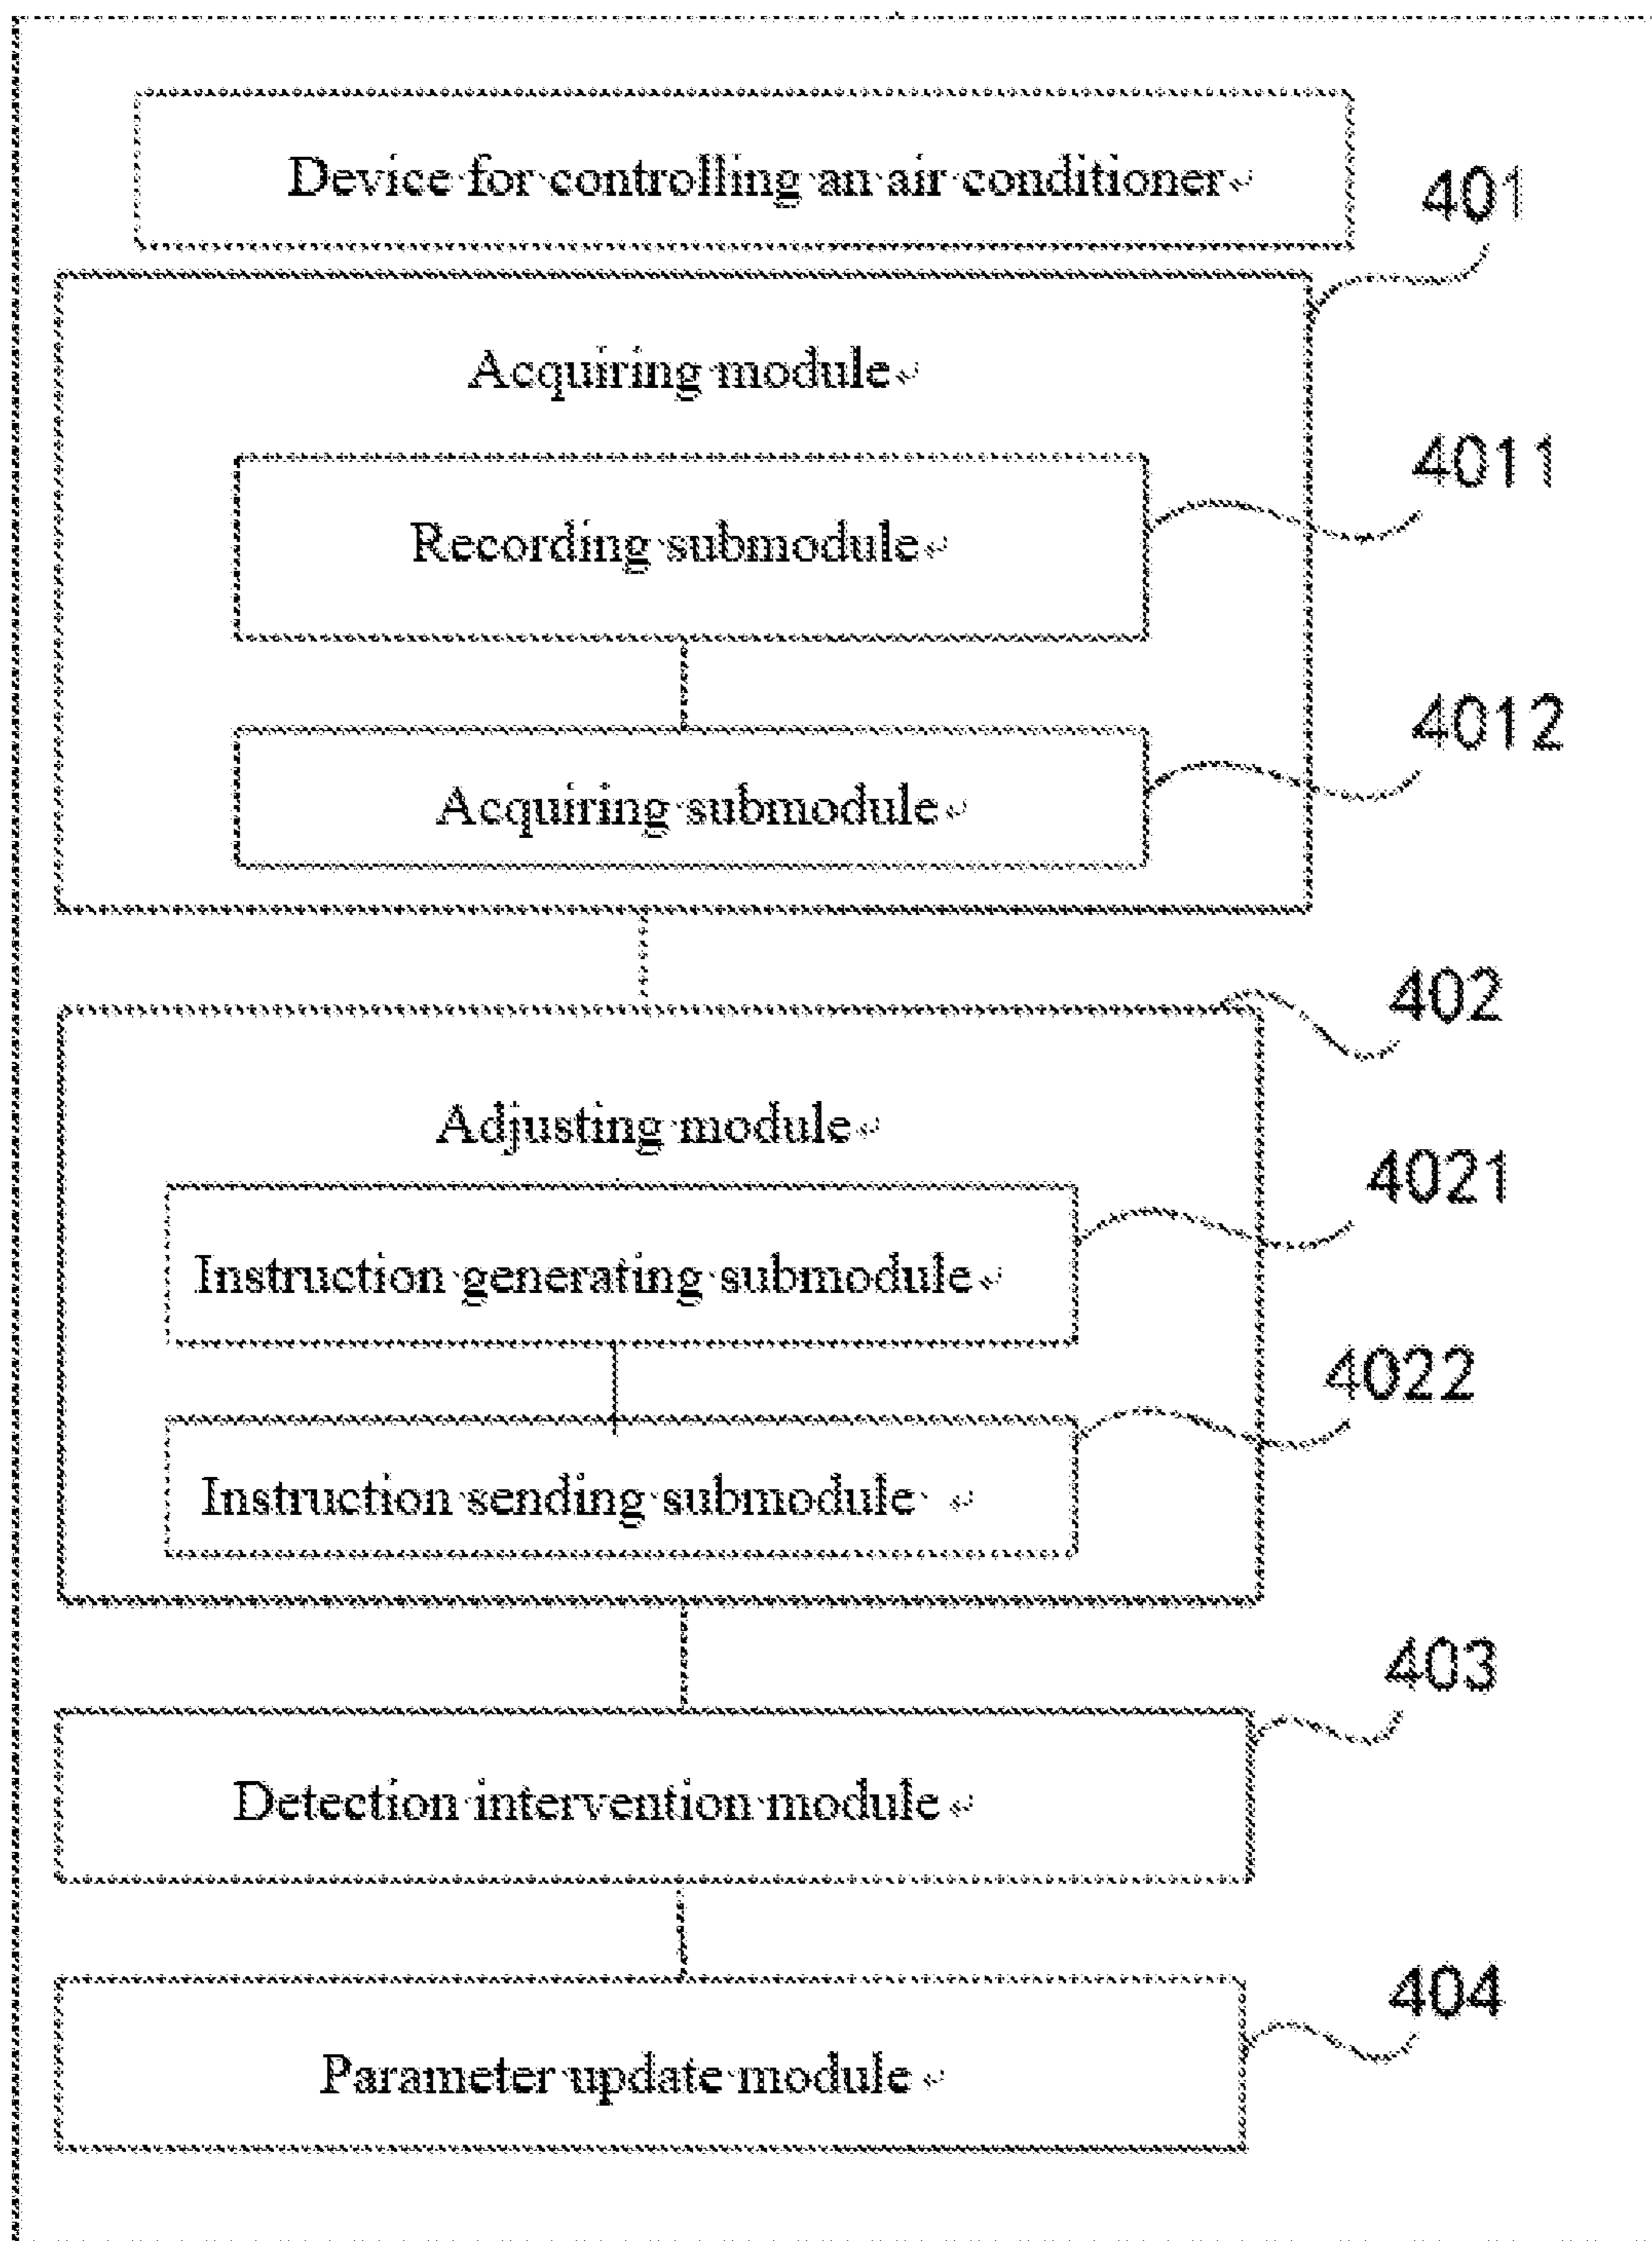 Device for controlling an air conditioner
401
Acquiring module
4011
Recording submodule
4012
Acquiring submodule
402
Adjusting module
4021
Instruction generating submodule
4022
Instruction sending submodule
403
Detection intervention module
404
Parameter update module